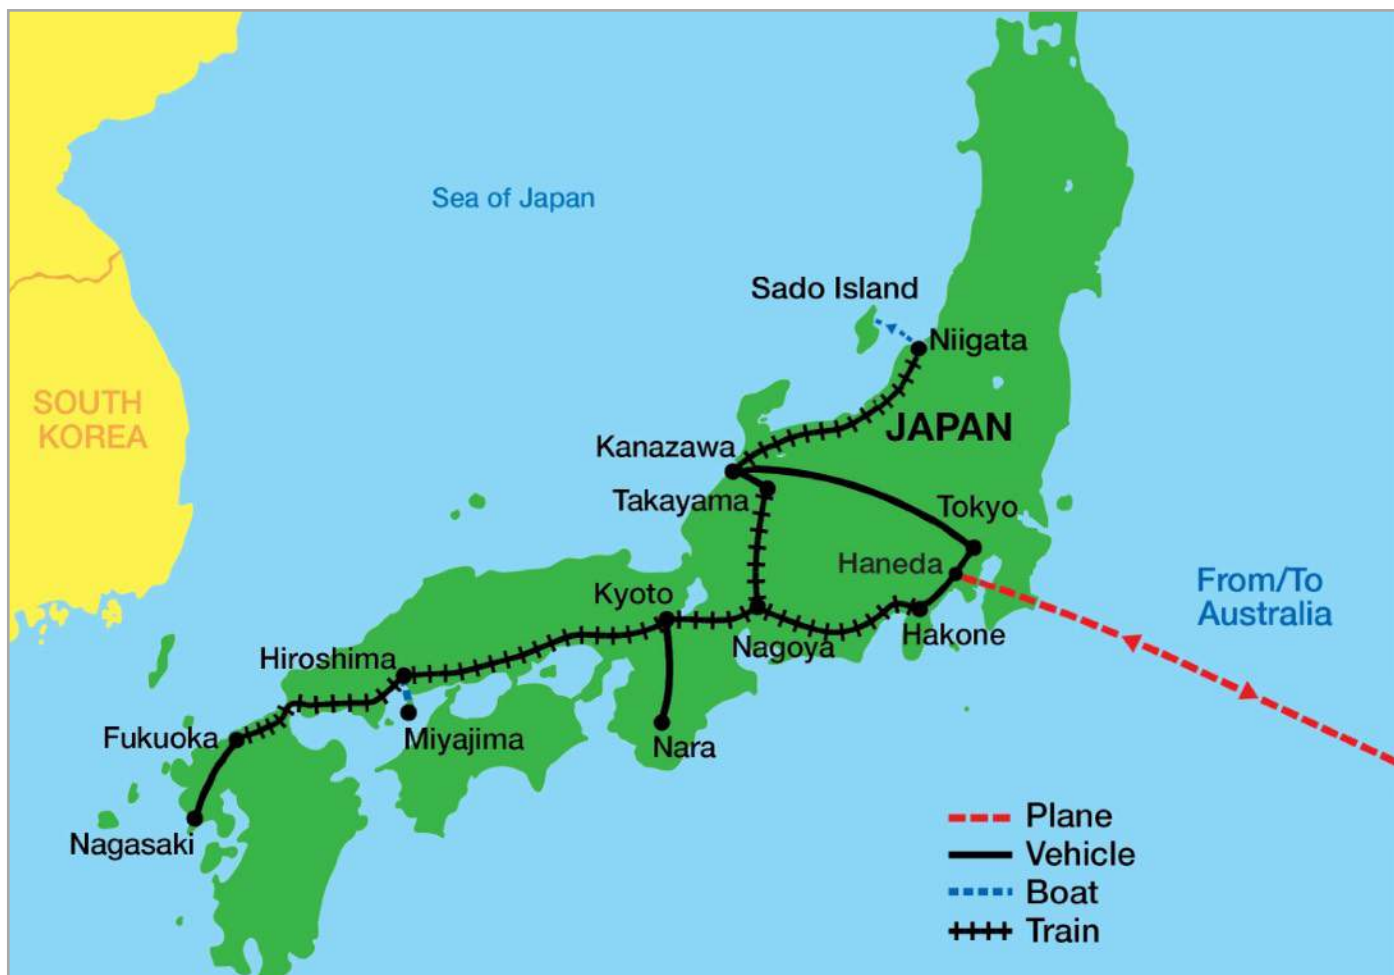 Sea of Japan
Sado Island
Niigata
SOUTH
KOREA
JAPAN
Kanazawa
Takayama
Tokyo
Haneda
From/To
Australia
Kyoto
Hakone
Nagoya
Hiroshima
Fukuoka
Miyajima
Nara
Nagasaki
Plane
Vehicle
Boat
Train